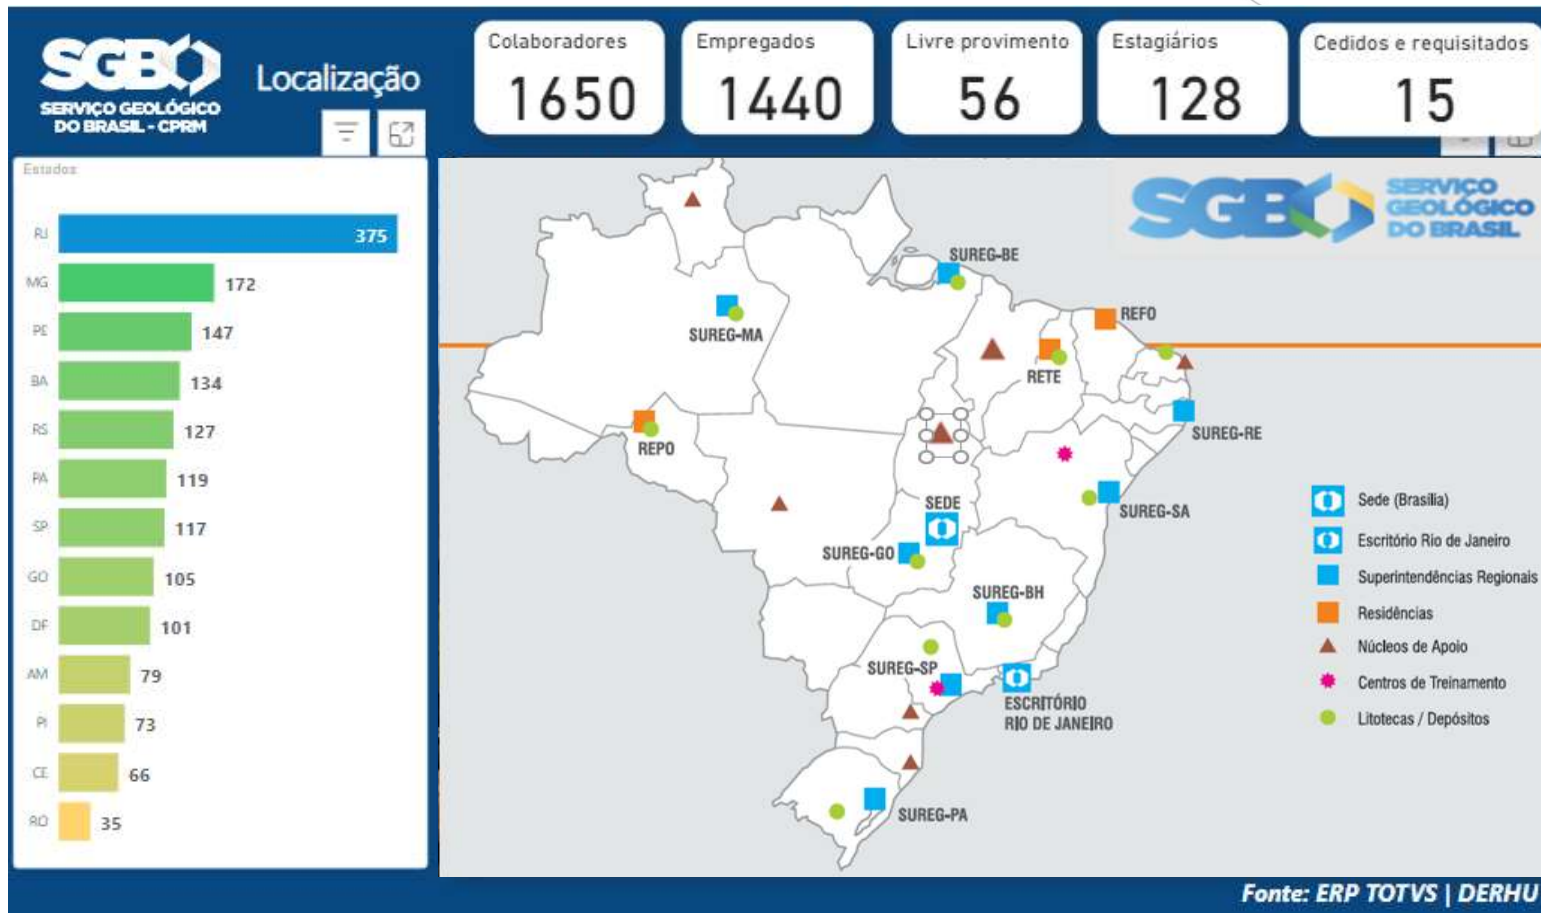 SGB
SERVIÇO GEOLÓGICO
DO BRASIL - CPRM
Localização
Colaboradores
1650
Empregados
1440
Livre provimento
56
Estagiários
128
Cedidos e requisitados
15
Estados
RJ 375
MG 172
PE 147
BA 134
RS 127
PA 119
SP 117
GO 105
DF 101
AM 79
PI 73
CE 66
RO 35
SGB
SERVIÇO
GEOLÓGICO
DO BRASIL
SUREG-BE
SUREG-MA
REFO
RETE
REPO
SUREG-RE
SEDE
SUREG-SA
SUREG-GO
SUREG-BH
SUREG-SP
ESCRITÓRIO
RIO DE JANEIRO
SUREG-PA
Sede (Brasília)
Escritório Rio de Janeiro
Superintendências Regionais
Residências
Núcleos de Apoio
Centros de Treinamento
Litotecas / Depósitos
Fonte: ERP TOTVS | DERHU